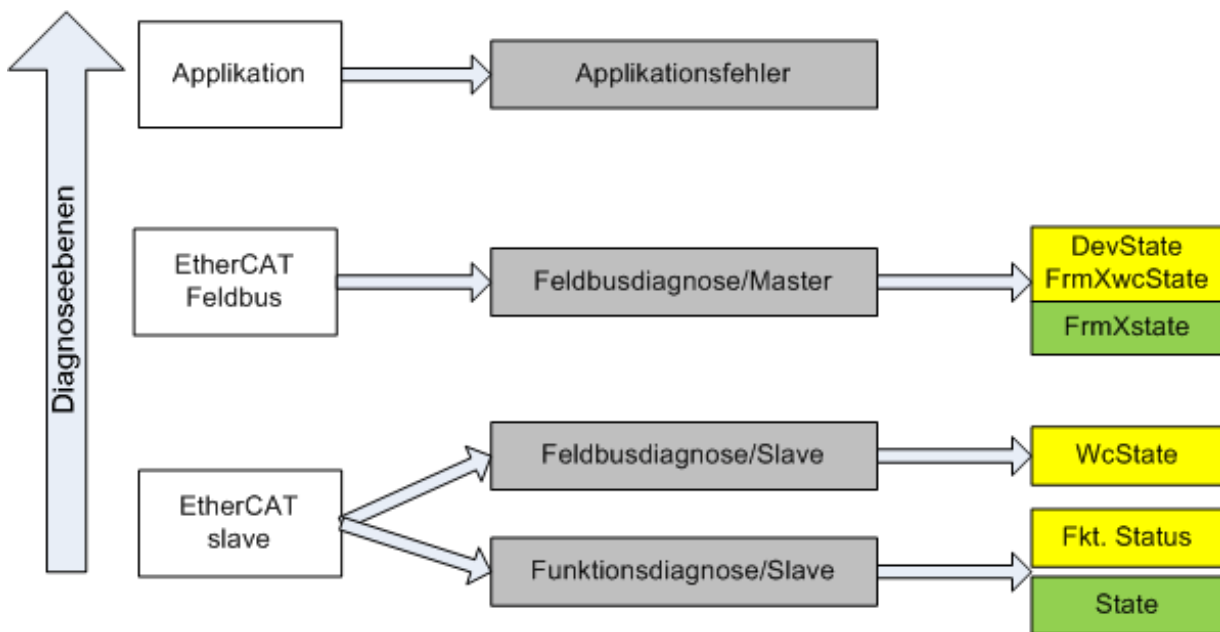 Diagnoseebenen
Applikation
Applikationsfehler
EtherCAT
Feldbus
Feldbusdiagnose/Master
DevState
FrmXwcState
FrmXstate
EtherCAT
slave
Feldbusdiagnose/Slave
WcState
Funktionsdiagnose/Slave
Fkt. Status
State